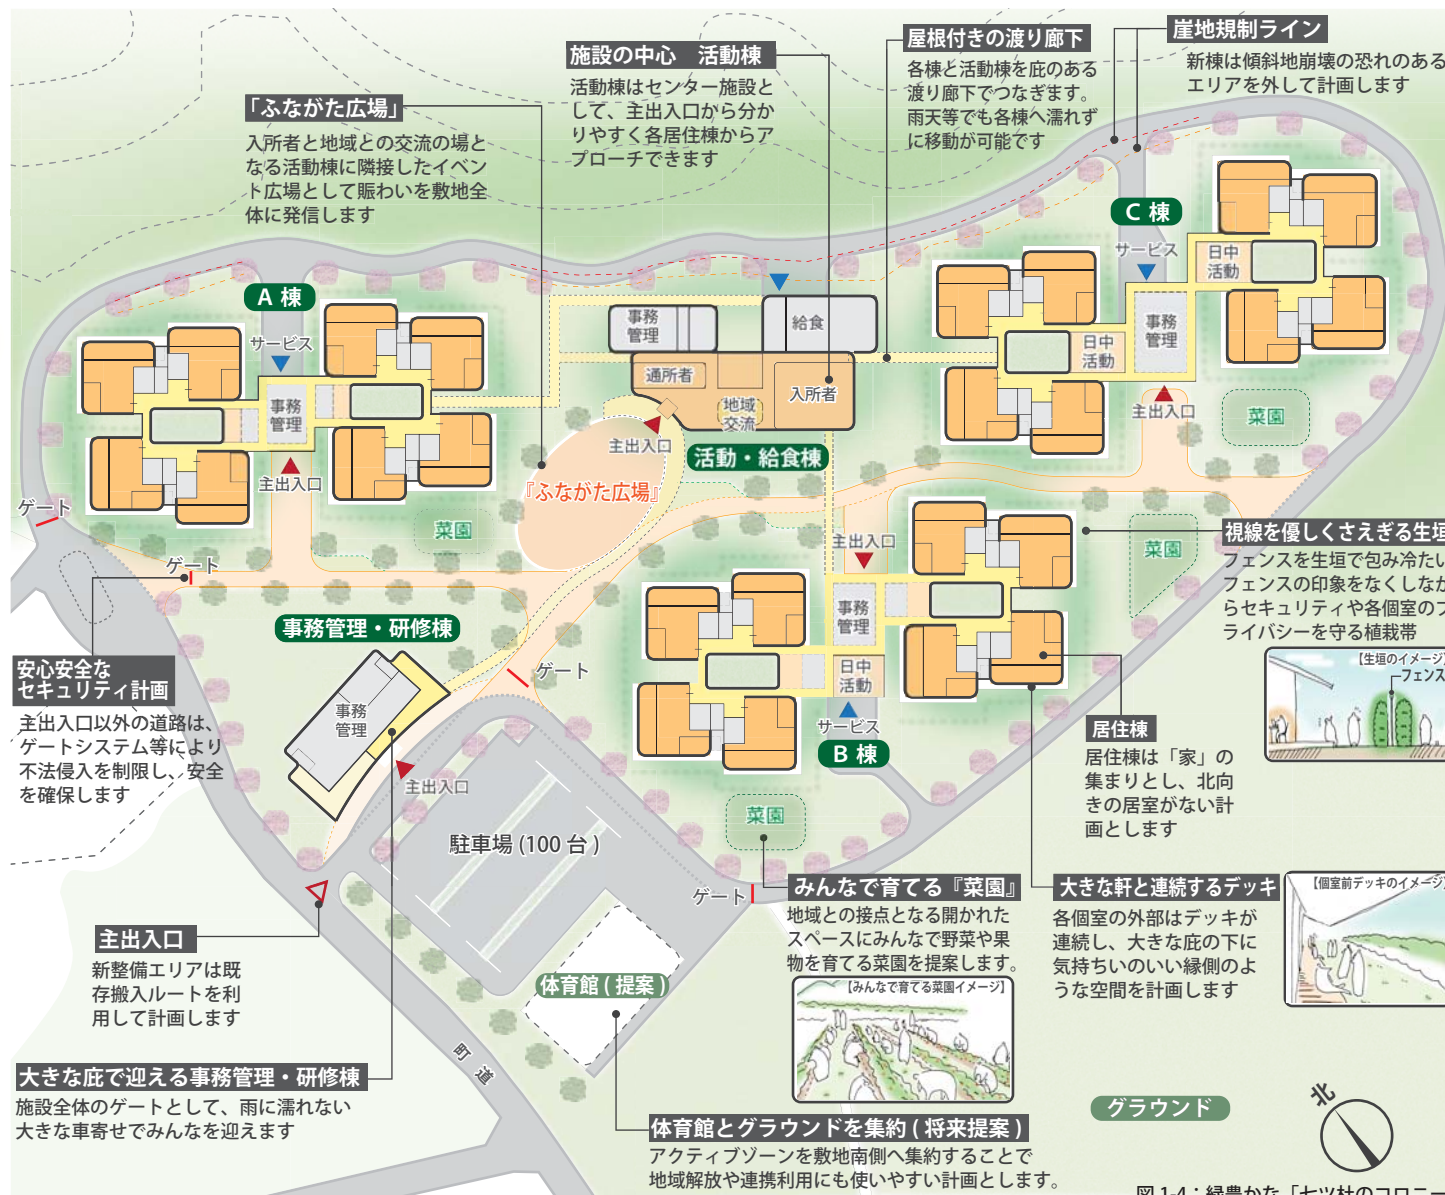 崖地規制ライン
新棟は傾斜地崩壊の恐れのある
エリアを外して計画します
屋根付きの渡り廊下
各棟と活動棟を庇のある
渡り廊下でつなぎます。
雨天等でも各棟へ濡れず
に移動が可能です
施設の中心　活動棟
活動棟はセンター施設と
して、主出入口から分か
りやすく各居住棟からア
プローチできます
「ふながた広場」
入所者と地域との交流の場と
なる活動棟に隣接したイベン
ト広場として賑わいを敷地全
体に発信します
C 棟
サービス
日中
活動
事務
管理
日中
活動
主出入口
菜園
A 棟
サービス
事務
管理
主出入口
菜園
事務
管理
給食
通所者
地域
交流
入所者
主出入口
活動・給食棟
『ふながた広場』
ゲート
ゲート
主出入口
事務
管理
日中
活動
サービス
B 棟
菜園
菜園
視線を優しくさえぎる生垣
フェンスを生垣で包み冷たい
フェンスの印象をなくしなが
らセキュリティや各個室のプ
ライバシーを守る植栽帯
【生垣のイメージ】
フェンス
事務管理・研修棟
ゲート
事務
管理
主出入口
安心安全な
セキュリティ計画
主出入口以外の道路は、
ゲートシステム等により
不法侵入を制限し、安全
を確保します
居住棟
居住棟は「家」の
集まりとし、北向
きの居室がない計
画とします
駐車場 (100 台 )
ゲート
みんなで育てる『菜園』
地域との接点となる開かれた
スペースにみんなで野菜や果
物を育てる菜園を提案します。
【みんなで育てる菜園イメージ】
大きな軒と連続するデッキ
各個室の外部はデッキが
連続し、大きな庇の下に
気持ちいのいい縁側のよ
うな空間を計画します
【個室前デッキのイメージ】
主出入口
新整備エリアは既
存搬入ルートを利
用して計画します
体育館 ( 提案 )
町道
大きな庇で迎える事務管理・研修棟
施設全体のゲートとして、雨に濡れない
大きな車寄せでみんなを迎えます
体育館とグラウンドを集約 ( 将来提案 )
アクティブゾーンを敷地南側へ集約することで
地域解放や連携利用にも使いやすい計画とします。
グラウンド
北
図 1-4：緑豊かな「七ツ杜のコロニー